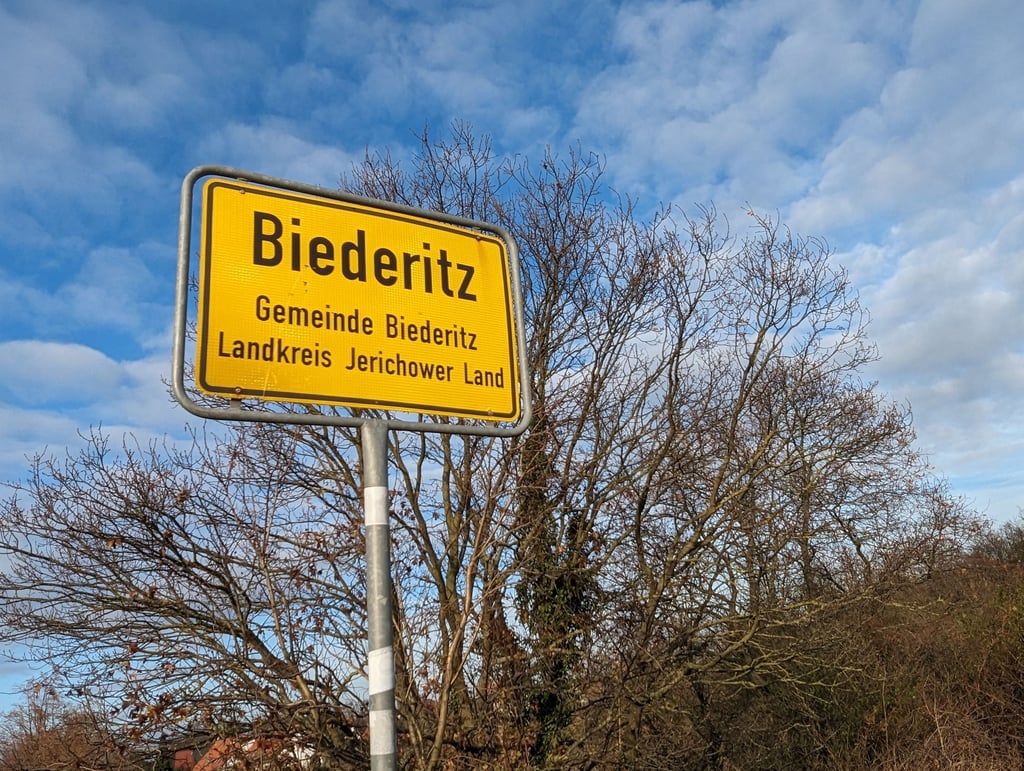 Biederitz
Gemeinde Biederitz
Landkreis Jerichower Land